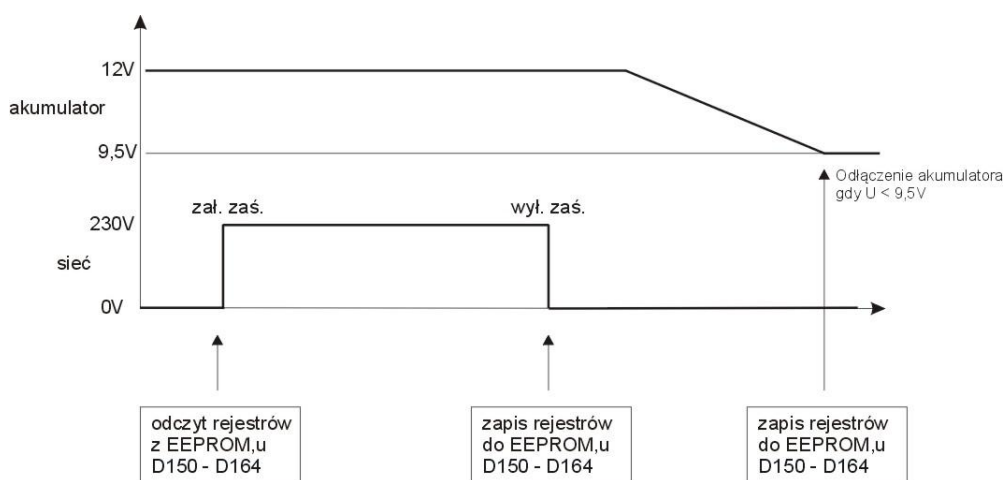 12V
akumulator
9,5V
Odłączenie akumulatora
gdy U < 9,5V
zał. zaś.
wył. zaś.
230V
sieć
0V
odczyt rejestrów
z EEPROM,u
D150 - D164
zapis rejestrów
do EEPROM,u
D150 - D164
zapis rejestrów
do EEPROM,u
D150 - D164